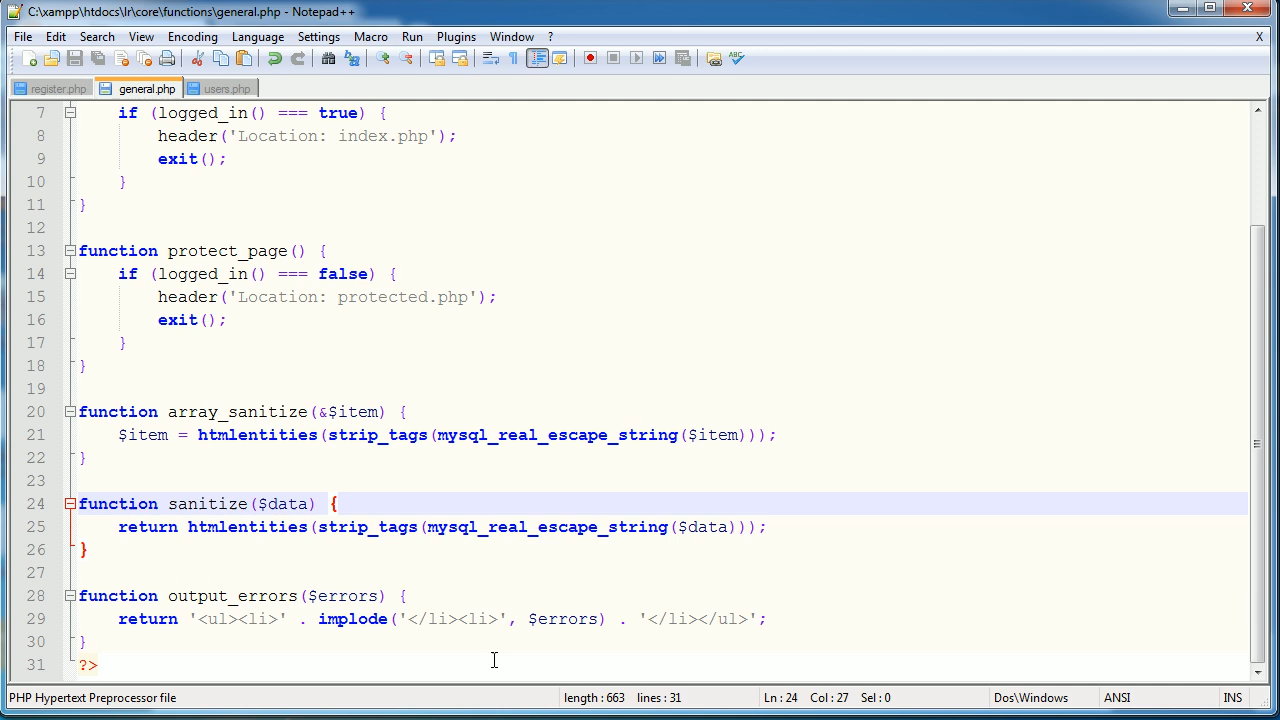 C:\xampp\htdocs\lr\core\functions\general.php - Notepad++
File Edit Search View Encoding Language Settings Macro Run Plugins Window ? X
register.php general.php users.php
7 if (logged_in() === true) {
8 header('Location: index.php');
9 exit();
10 }
11 }
12
13 function protect_page() {
14 if (logged_in() === false) {
15 header('Location: protected.php');
16 exit();
17 }
18 }
19
20 function array_sanitize(&$item) {
21 $item = htmlentities(strip_tags(mysql_real_escape_string($item)));
22 }
23
24 function sanitize($data) {
25 return htmlentities(strip_tags(mysql_real_escape_string($data)));
26 }
27
28 function output_errors($errors) {
29 return '<ul><li>' . implode('</li><li>', $errors) . '</li></ul>';
30 }
31 ?>
PHP Hypertext Preprocessor file length : 663 lines : 31 Ln : 24 Col : 27 Sel : 0 Dos\Windows ANSI INS